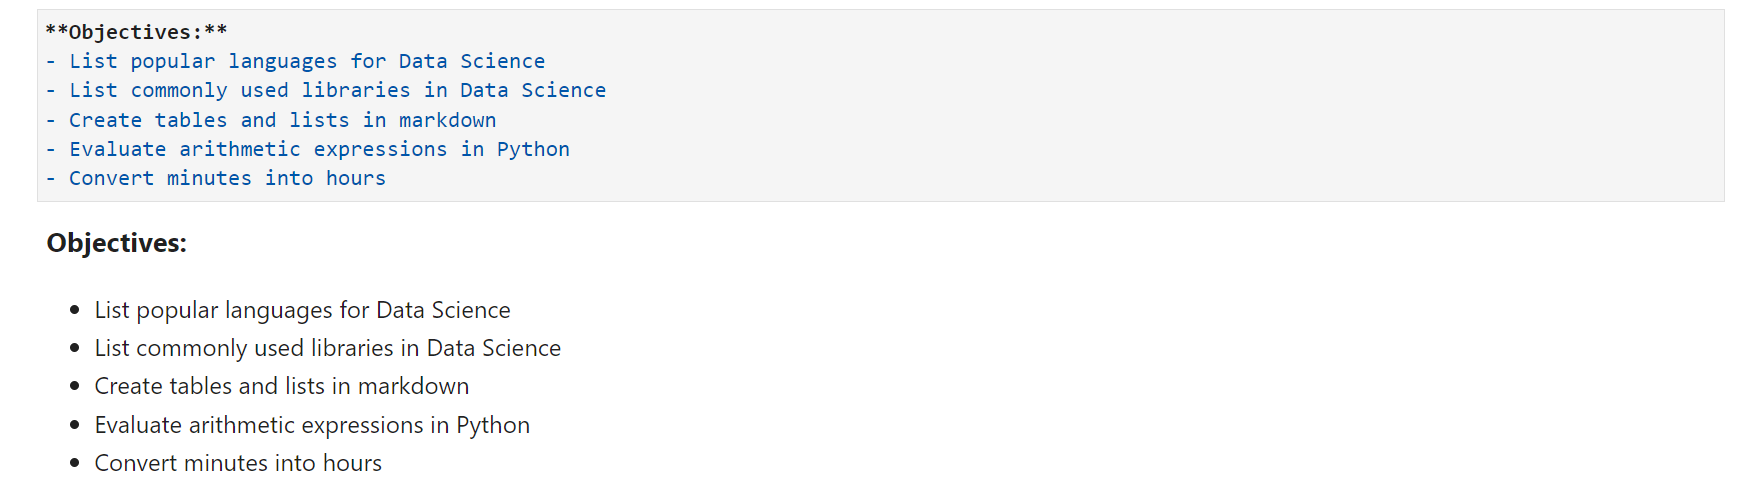 **Objectives:**
- List popular languages for Data Science
- List commonly used libraries in Data Science
- Create tables and lists in markdown
- Evaluate arithmetic expressions in Python
- Convert minutes into hours
Objectives:
• List popular languages for Data Science
• List commonly used libraries in Data Science
• Create tables and lists in markdown
• Evaluate arithmetic expressions in Python
• Convert minutes into hours